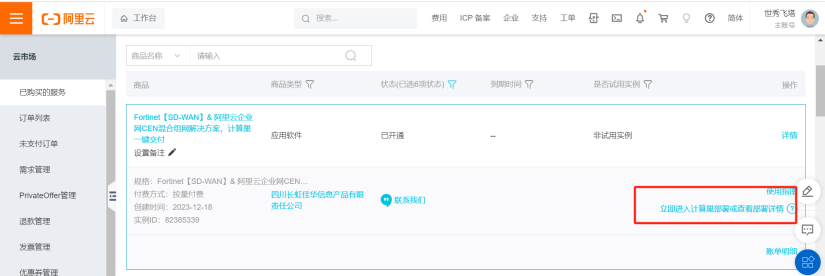 阿里云
工作台
搜索...
费用
ICP 备案
企业
支持
工单
简体
世秀飞塔
主账号
云市场
已购买的服务
订单列表
未支付订单
需求管理
PrivateOffer管理
退款管理
发票管理
优惠券管理
商品名称
请输入
商品
商品类型
状态(已选6项状态)
到期时间
是否试用实例
操作
Fortinet【SD-WAN】& 阿里云企业
网CEN混合组网解决方案，计算巢
一键交付
设置备注
应用软件
已开通
--
非试用实例
详情
规格：Fortinet【SD-WAN】& 阿里云企业网CEN...
付费方式：按量付费
创建时间：2023-12-18
实例ID：82385339
四川长虹佳华信息产品有限
责任公司
联系我们
使用指南
立即进入计算巢部署或查看部署详情
账单明细